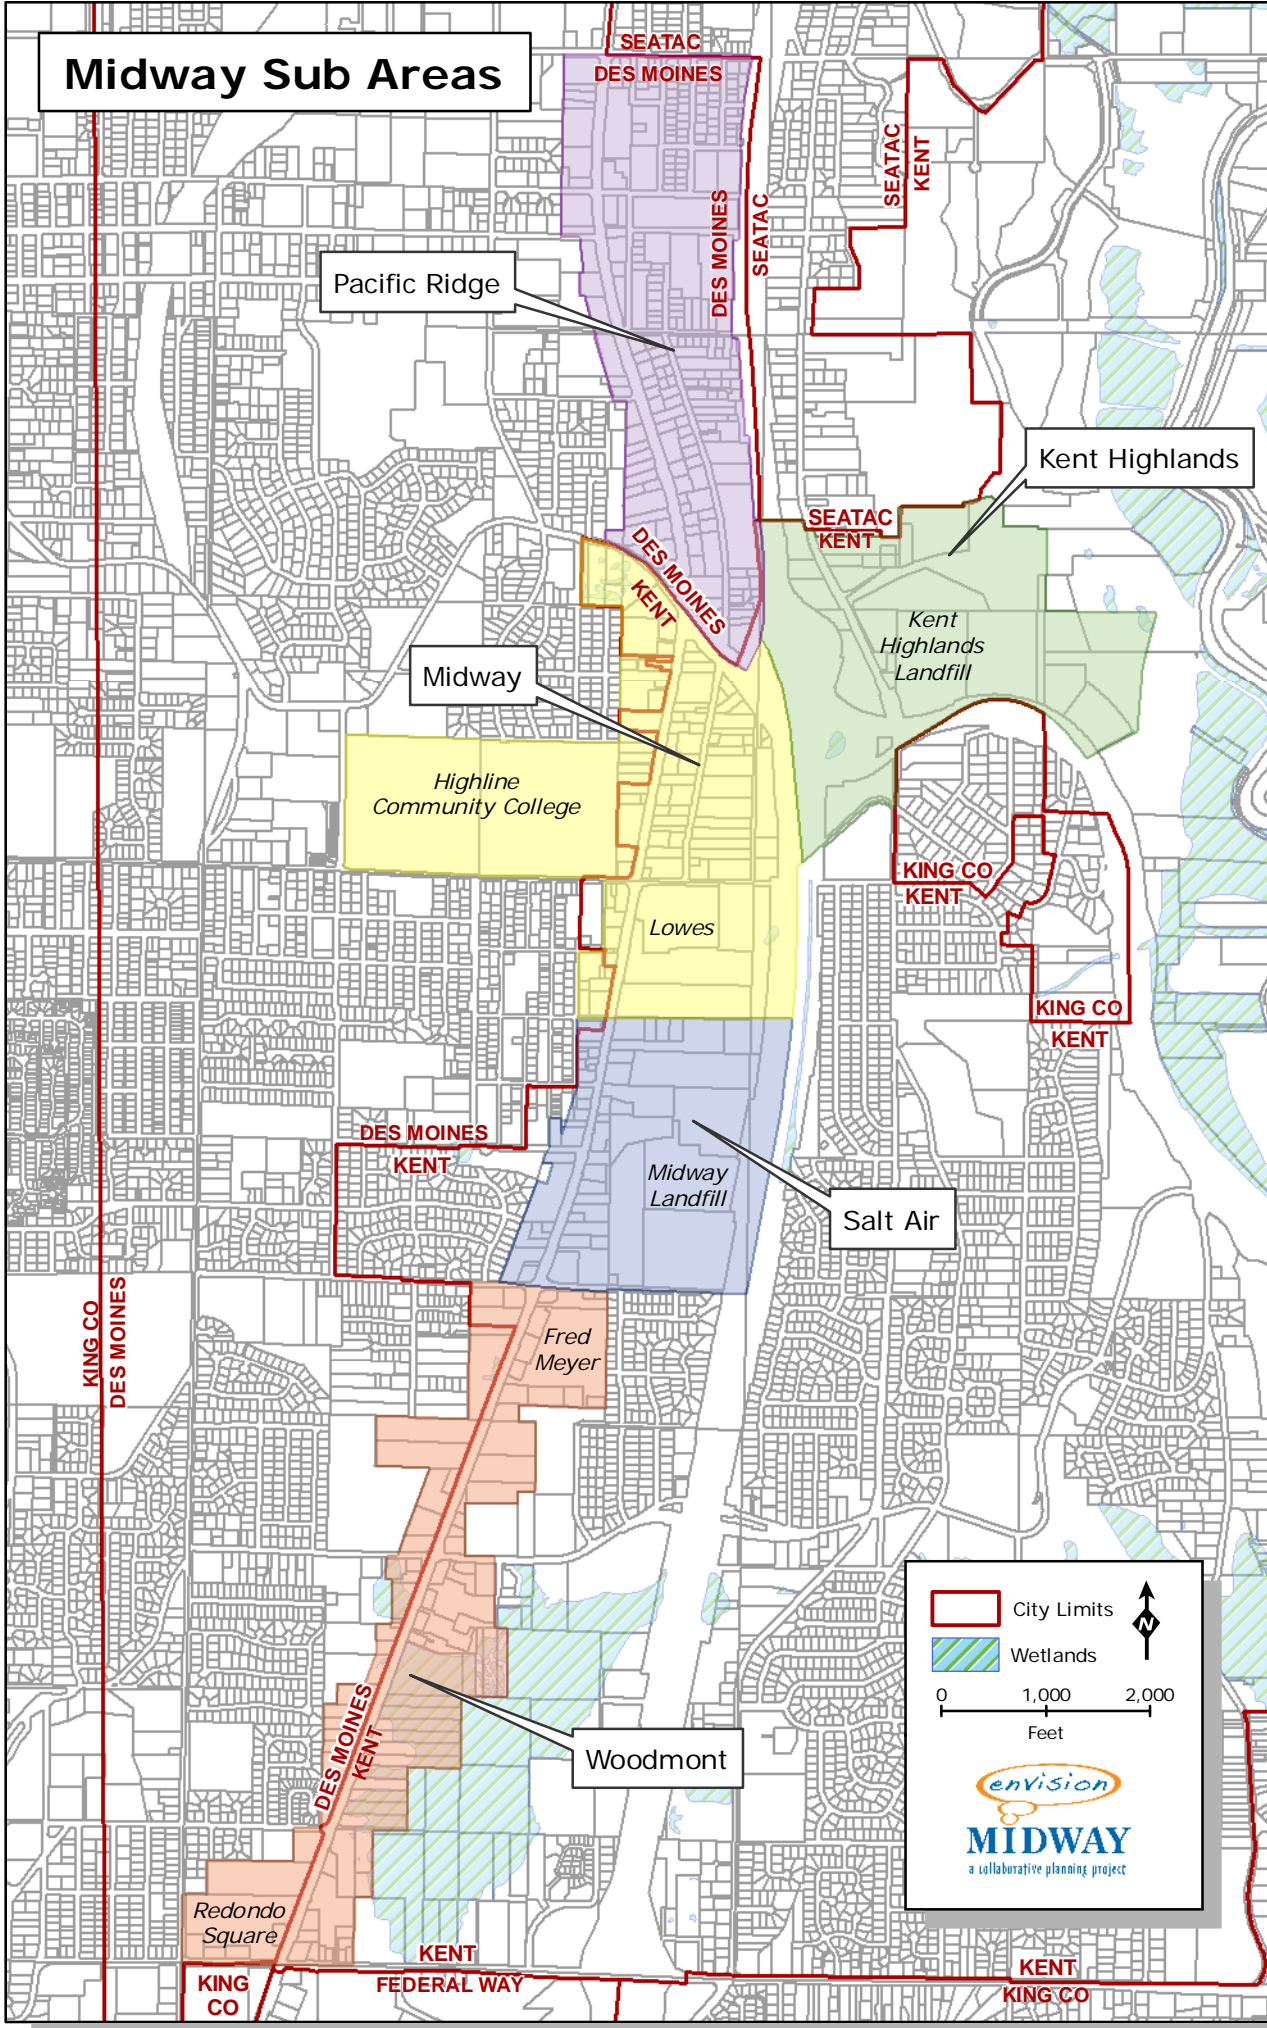 SEATAC
DES MOINES
Midway Sub Areas
SEATAC
KENT
DES MOINES
SEATAC
Pacific Ridge
Kent Highlands
SEATAC
KENT
DES MOINES
KENT
Kent
Highlands
Landfill
Midway
Highline
Community College
KING CO
KENT
Lowes
KING CO
KENT
DES MOINES
KENT
Midway
Landfill
Salt Air
KING CO
DES MOINES
Fred
Meyer
City Limits
N
Wetlands
0 1,000 2,000
Feet
DES MOINES
KENT
Woodmont
envision
MIDWAY
a collaborative planning project
Redondo
Square
KENT
FEDERAL WAY
KING
CO
KENT
KING CO